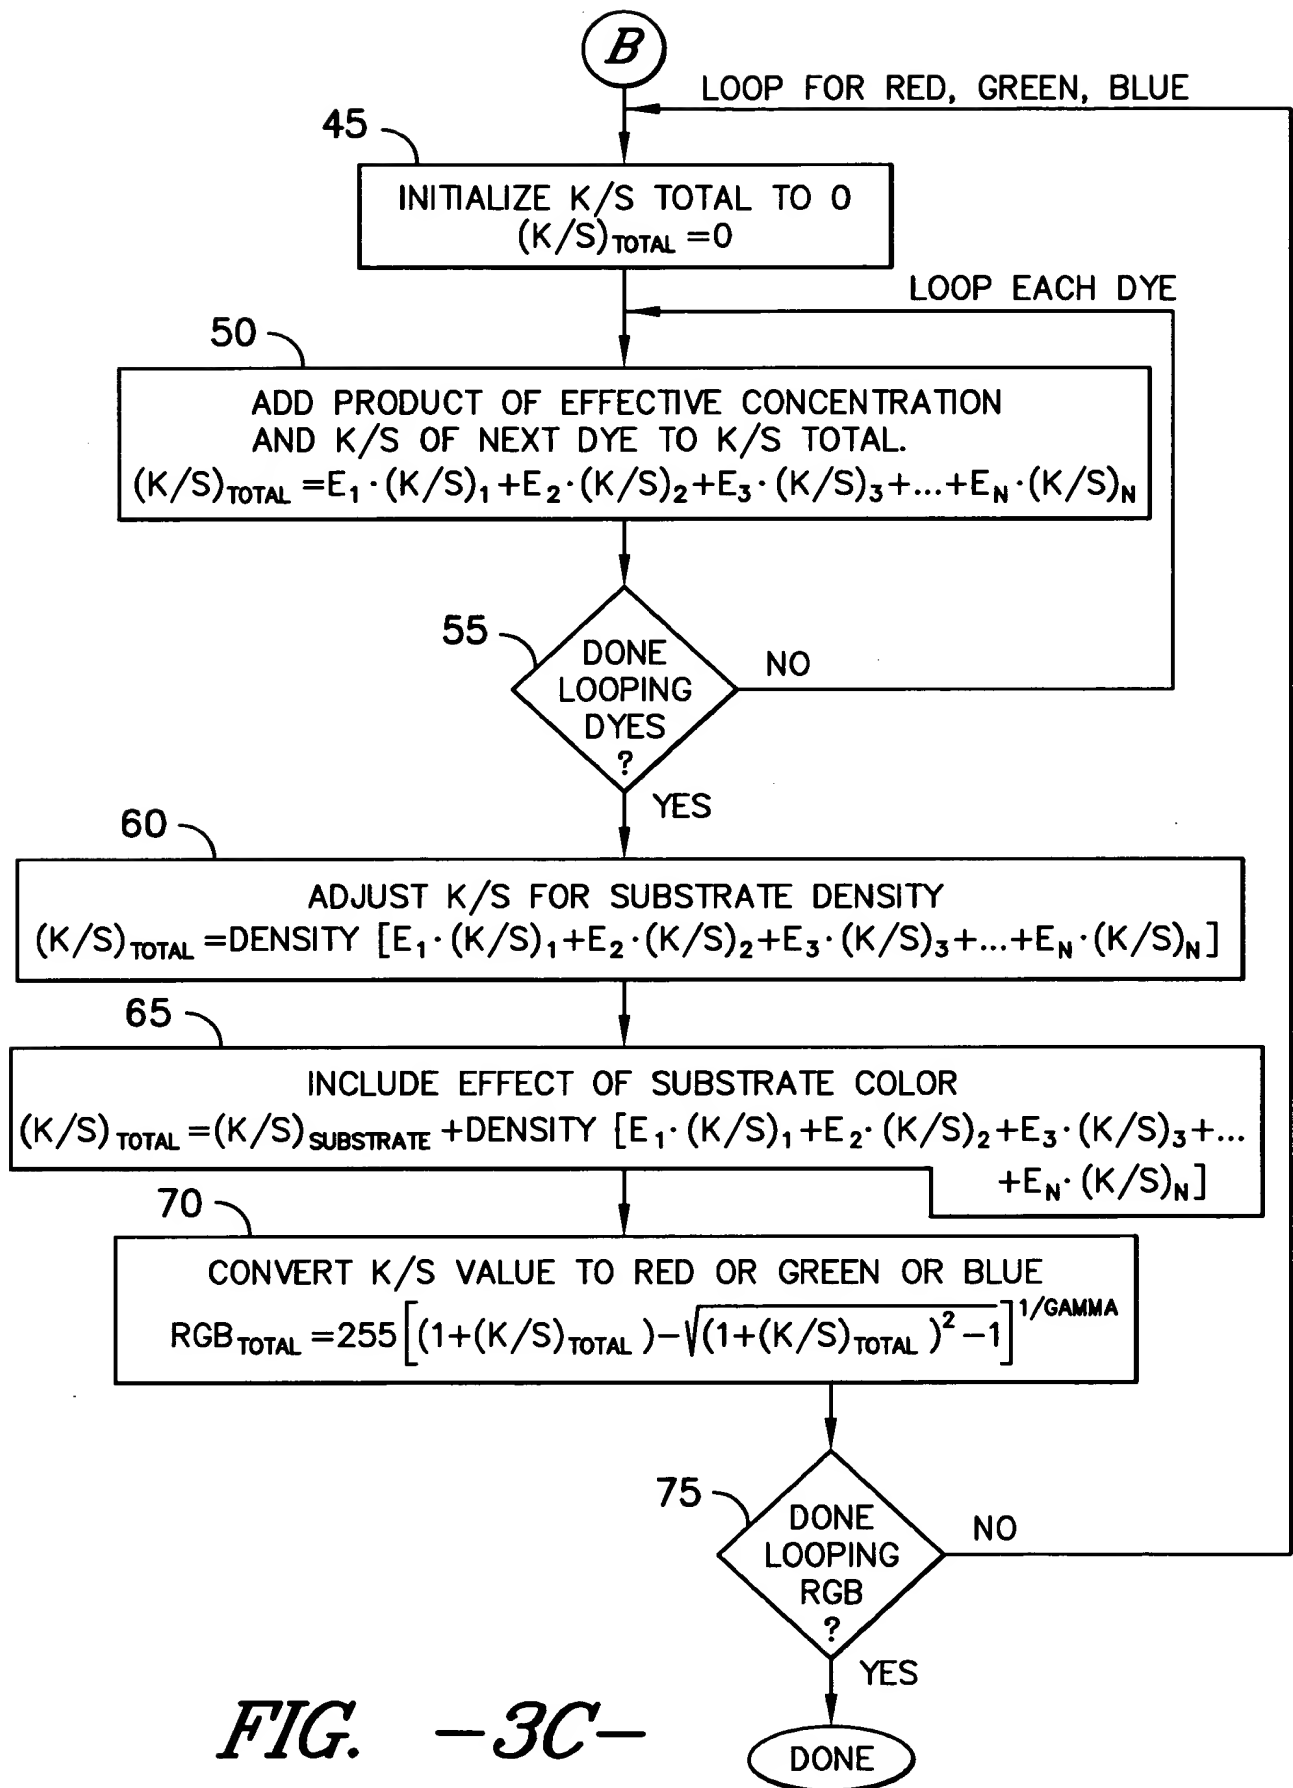 B
LOOP FOR RED, GREEN, BLUE
45
INITIALIZE K/S TOTAL TO 0
(K/S)TOTAL =0
LOOP EACH DYE
50
ADD PRODUCT OF EFFECTIVE CONCENTRATION
AND K/S OF NEXT DYE TO K/S TOTAL.
(K/S)TOTAL =E1·(K/S)1+E2·(K/S)2+E3·(K/S)3+...+EN·(K/S)N
55
DONE
LOOPING
DYES
?
NO
YES
60
ADJUST K/S FOR SUBSTRATE DENSITY
(K/S)TOTAL =DENSITY [E1·(K/S)1+E2·(K/S)2+E3·(K/S)3+...+EN·(K/S)N]
65
INCLUDE EFFECT OF SUBSTRATE COLOR
(K/S)TOTAL =(K/S)SUBSTRATE +DENSITY [E1·(K/S)1+E2·(K/S)2+E3·(K/S)3+...
+EN·(K/S)N]
70
CONVERT K/S VALUE TO RED OR GREEN OR BLUE
RGBTOTAL =255[(1+(K/S)TOTAL )-√(1+(K/S)TOTAL )²-1]1/GAMMA
75
DONE
LOOPING
RGB
?
NO
YES
DONE
FIG. -3C-